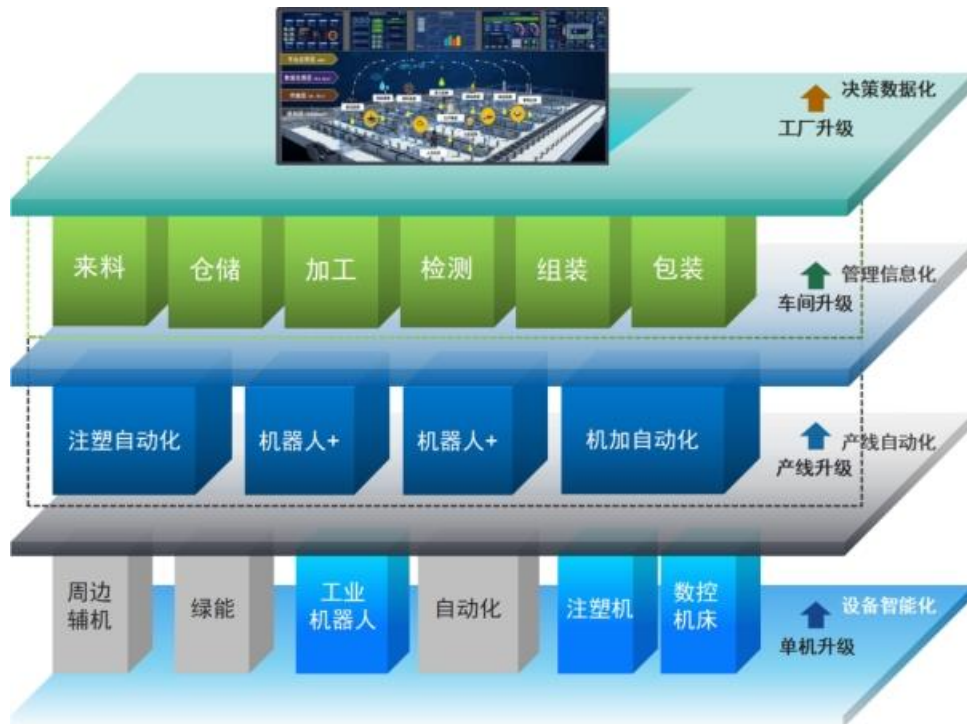 决策数据化
工厂升级
来料
仓储
加工
检测
组装
包装
管理信息化
车间升级
注塑自动化
机器人+
机器人+
机加自动化
产线自动化
产线升级
周边
辅机
绿能
工业
机器人
自动化
注塑机
数控
机床
设备智能化
单机升级